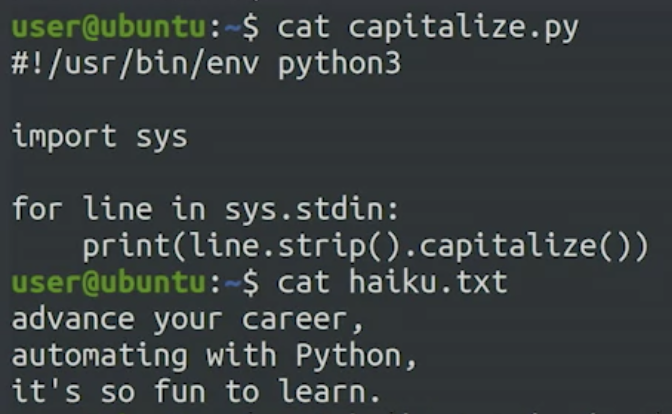 user@ubuntu:~$ cat capitalize.py
#!/usr/bin/env python3
import sys
for line in sys.stdin:
    print(line.strip().capitalize())
user@ubuntu:~$ cat haiku.txt
advance your career,
automating with Python,
it's so fun to learn.